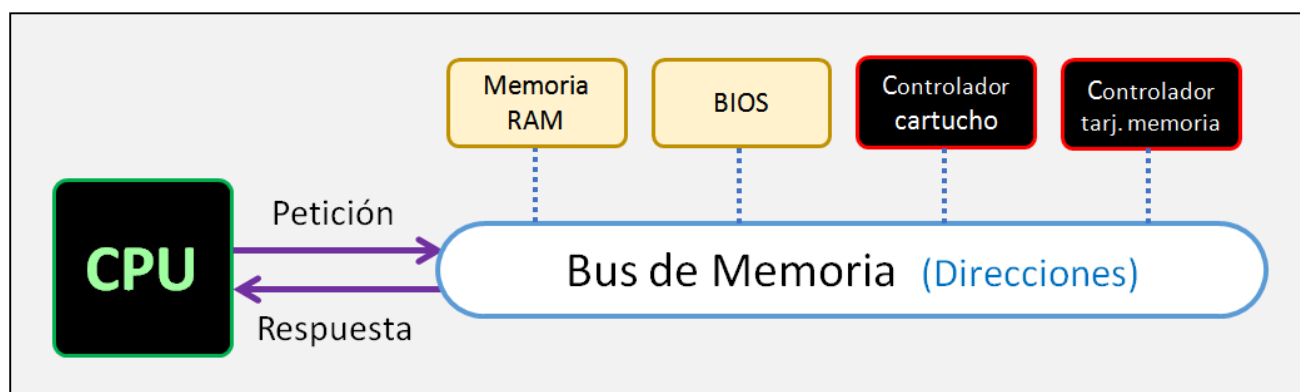 Memoria
RAM
BIOS
Controlador
cartucho
Controlador
tarj. memoria
CPU
Petición
Respuesta
Bus de Memoria (Direcciones)